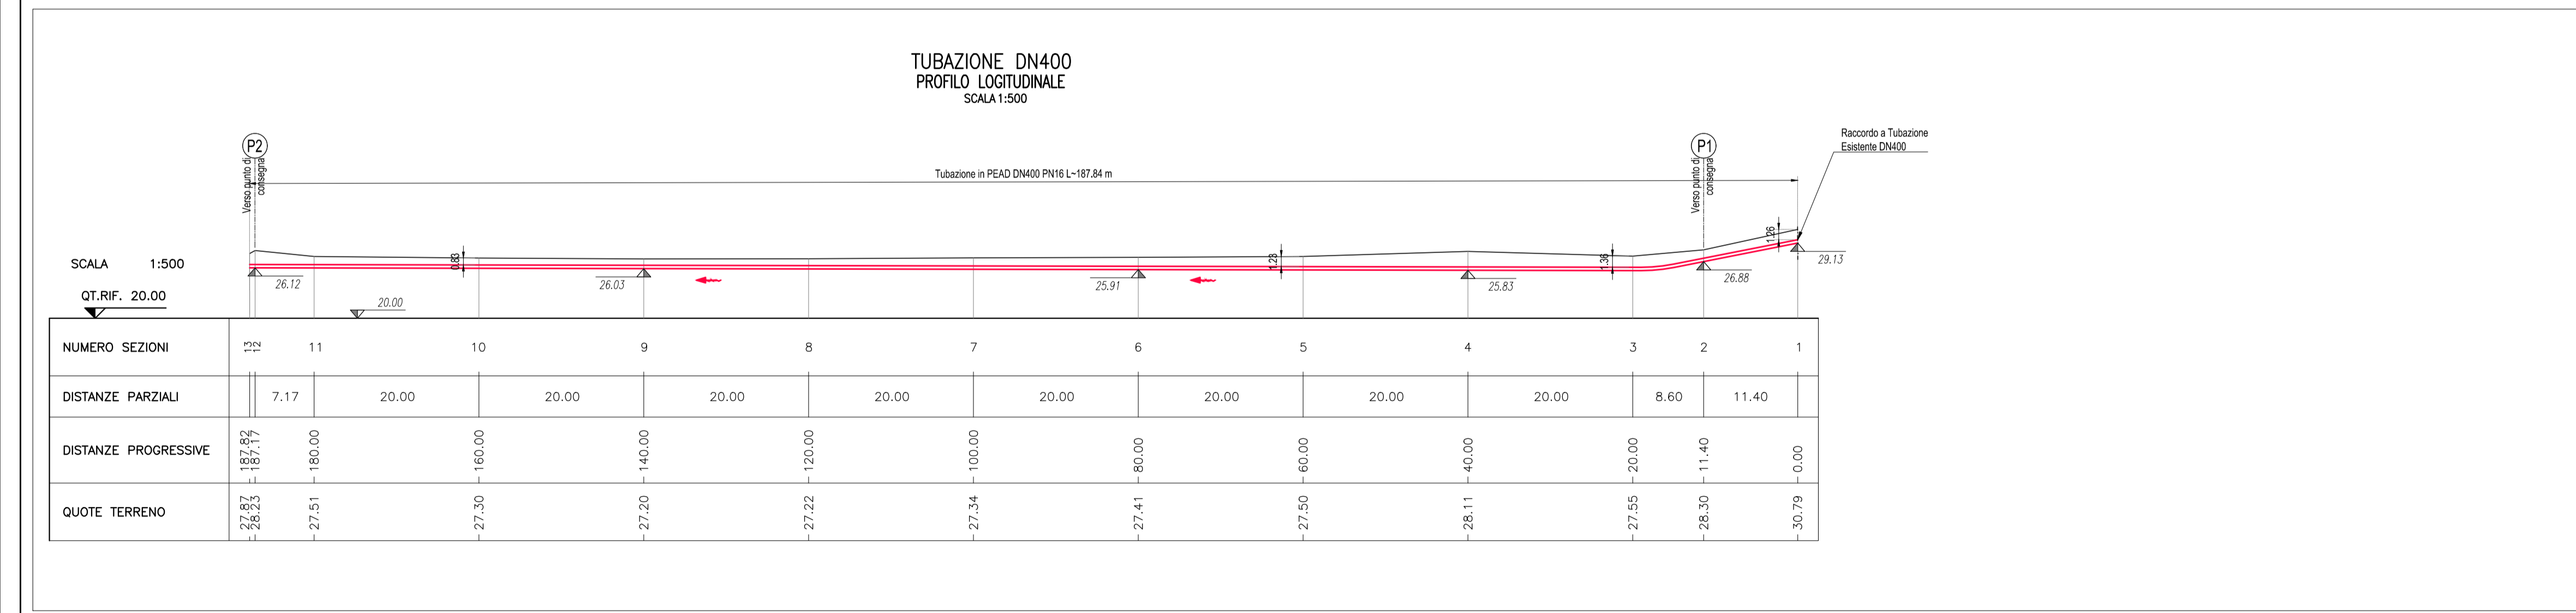 TUBAZIONE DN400
PROFILO LOGITUDINALE
SCALA 1:500
P2
P1
Verso punto di
consegna
Verso punto di
consegna
Raccordo a Tubazione
Esistente DN400
Tubazione in PEAD DN400 PN16 L~187.84 m
0.83
1.28
1.36
1.26
SCALA 1:500
QT.RIF. 20.00
20.00
26.12
26.03
25.91
25.83
26.88
29.13
NUMERO SEZIONI 13 12 11 10 9 8 7 6 5 4 3 2 1
DISTANZE PARZIALI 7.17 20.00 20.00 20.00 20.00 20.00 20.00 20.00 20.00 8.60 11.40
DISTANZE PROGRESSIVE 187.82 187.17 180.00 160.00 140.00 120.00 100.00 80.00 60.00 40.00 20.00 11.40 0.00
QUOTE TERRENO 27.87 28.23 27.51 27.30 27.20 27.22 27.34 27.41 27.50 28.11 27.55 28.30 30.79